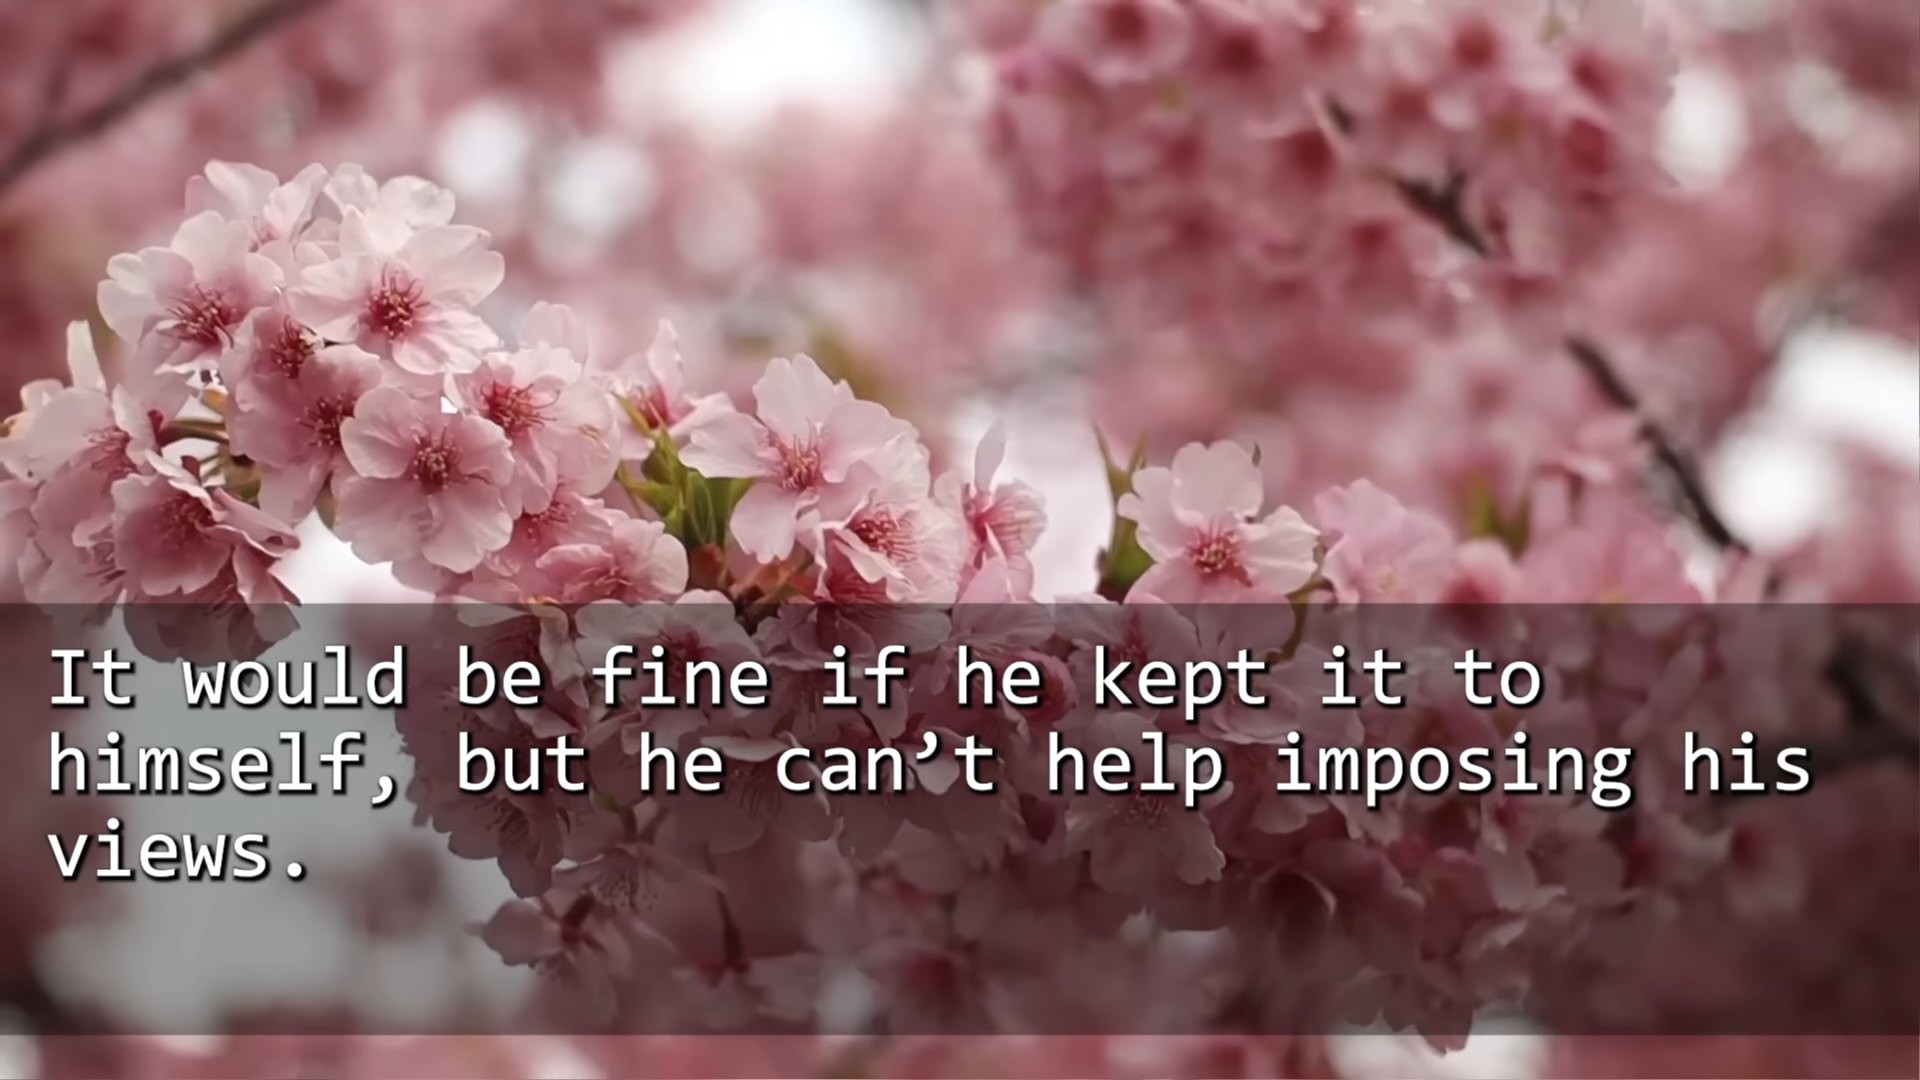 It would be fine if he kept it to
himself, but he can’t help imposing his
views.